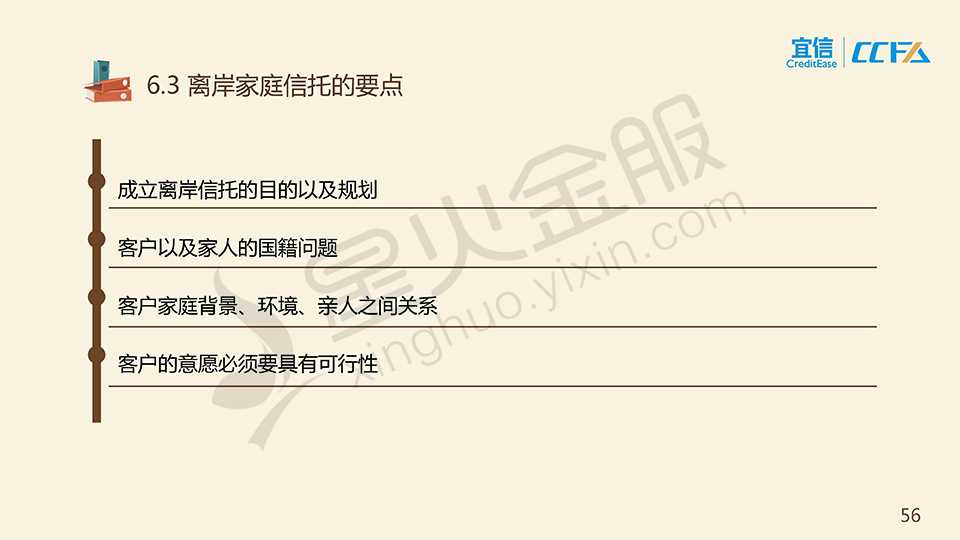 宜信
CreditEase
CCFA
6.3 离岸家庭信托的要点
成立离岸信托的目的以及规划
客户以及家人的国籍问题
客户家庭背景、环境、亲人之间关系
客户的意愿必须要具有可行性
星火金服
xinghuo.yixin.com
56